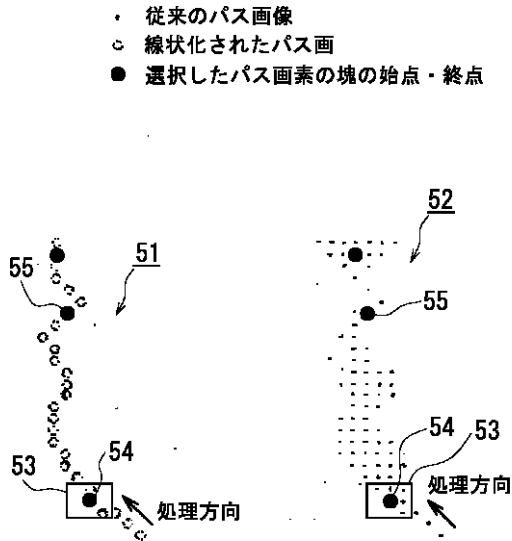 従来のパス画像
線状化されたパス画
選択したパス画素の塊の始点・終点
52
51
55
55
54
53
54
53
処理方向
処理方向